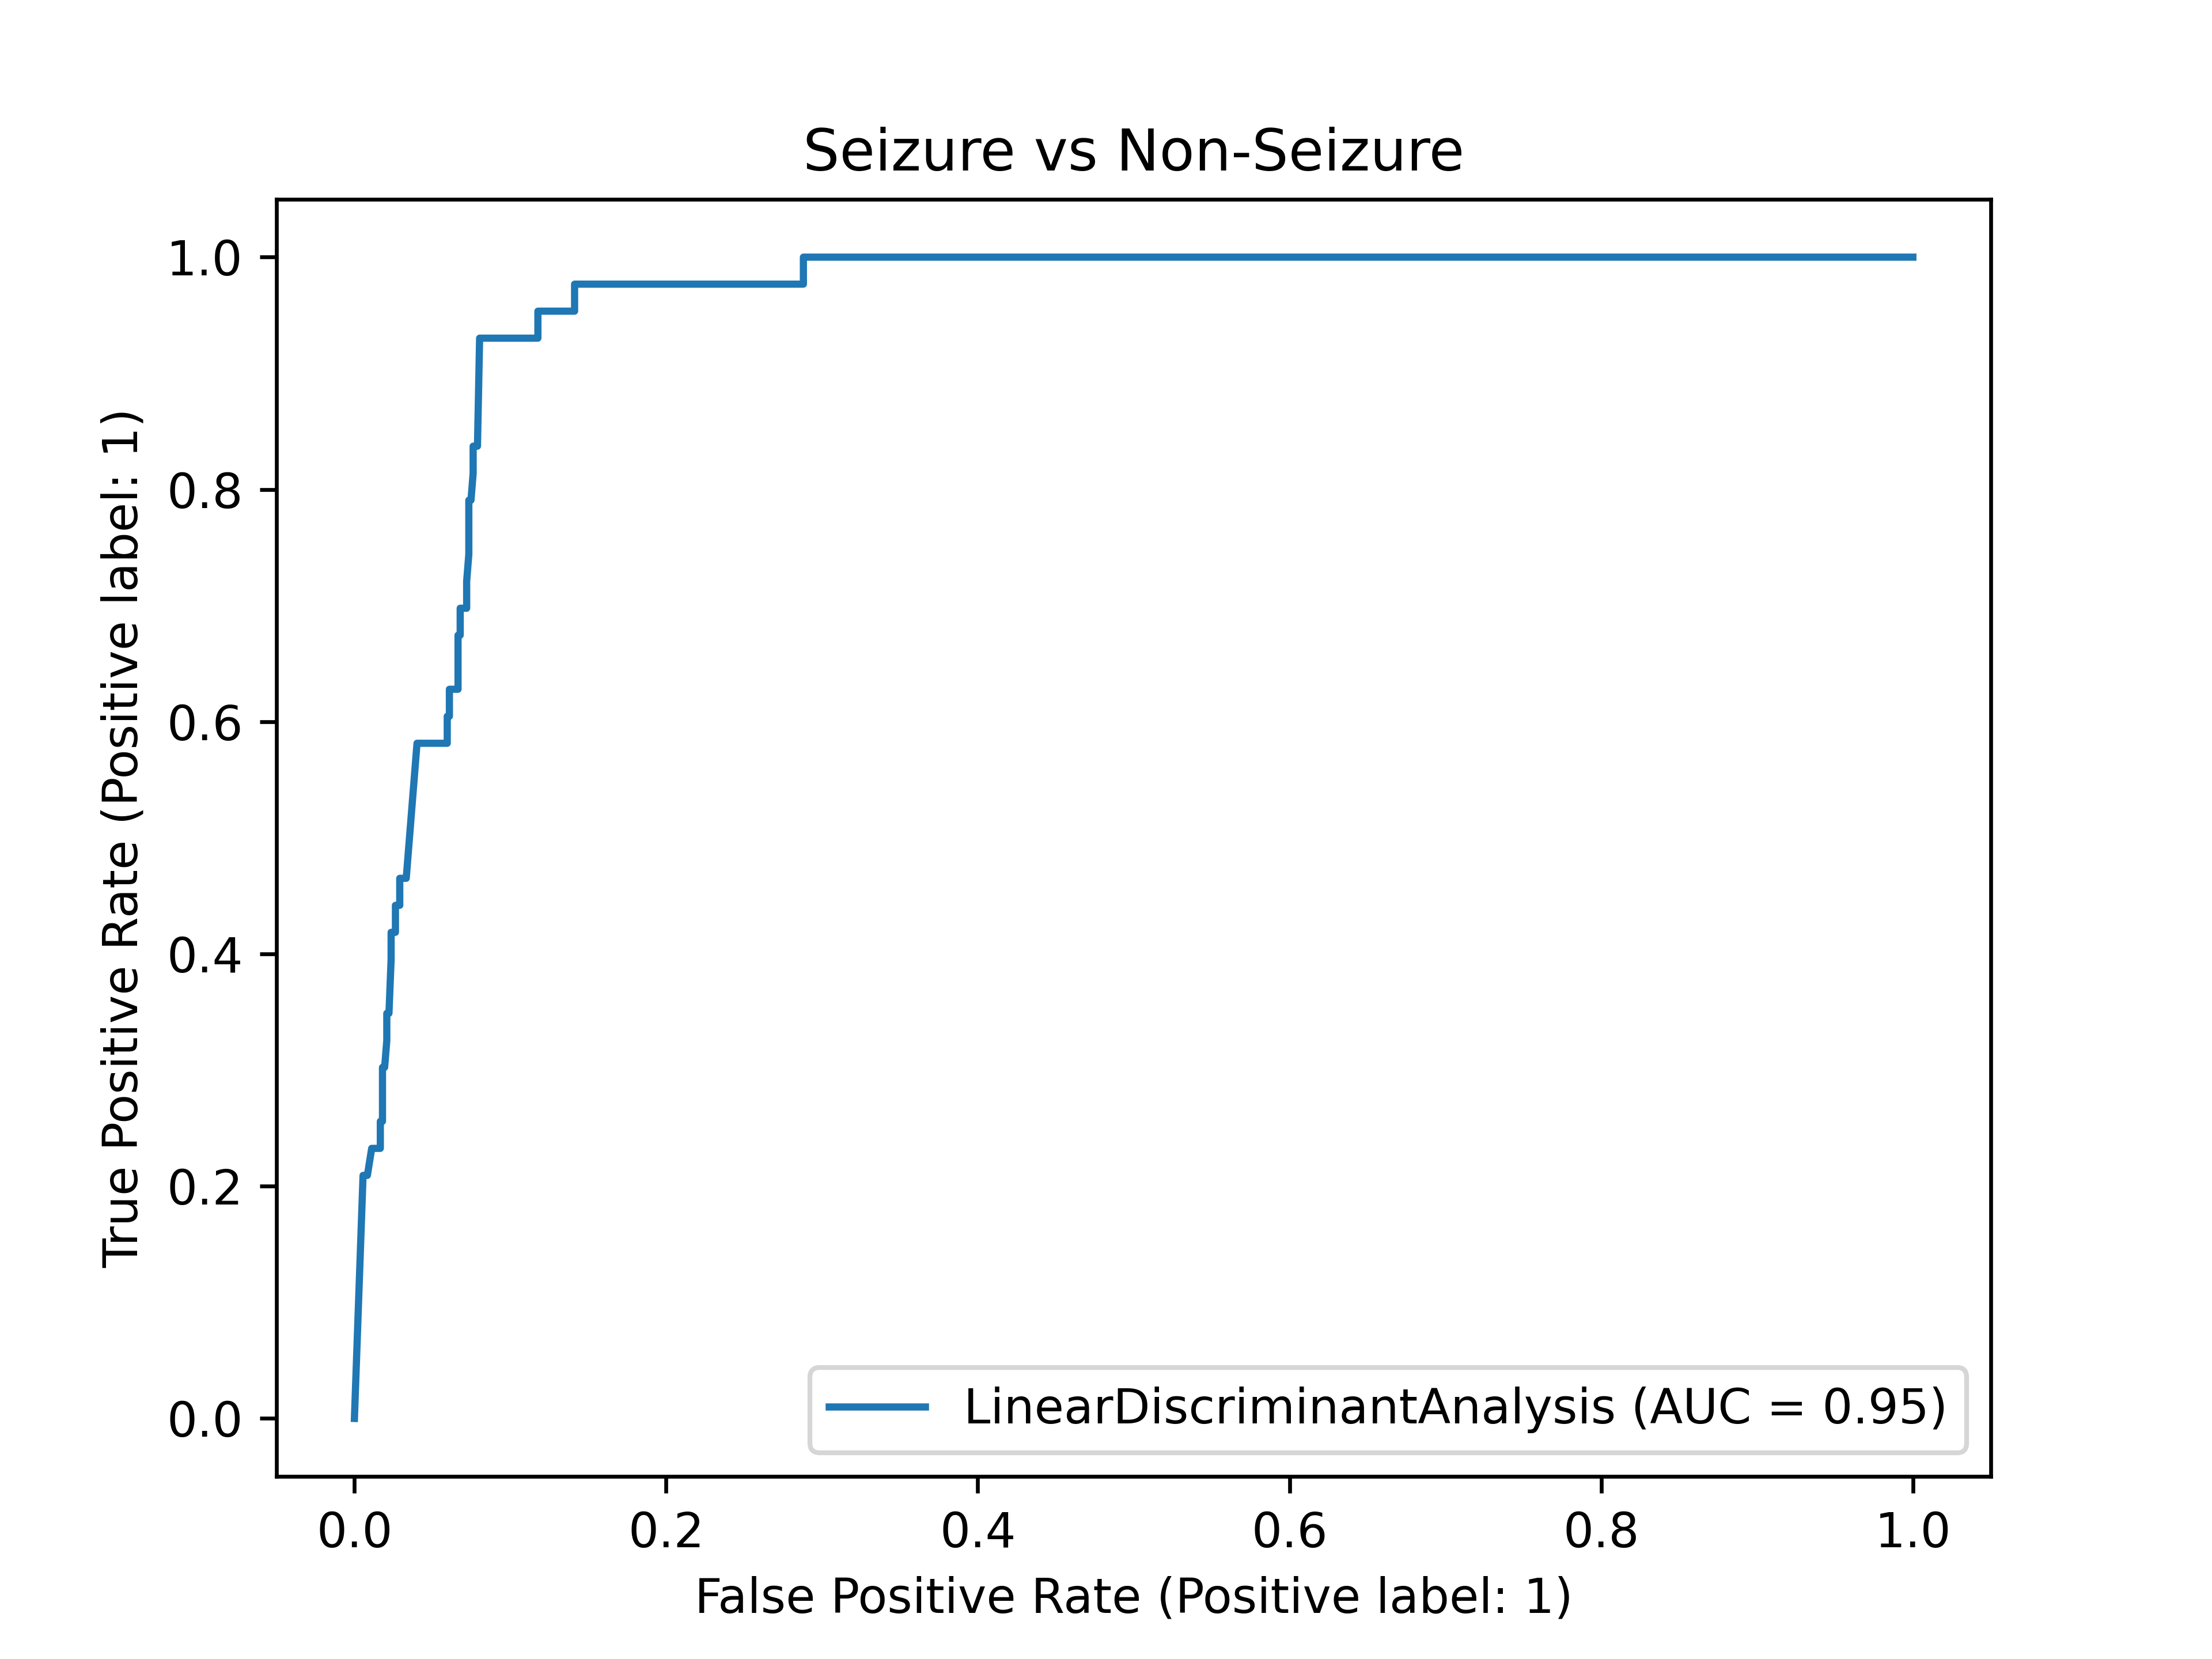 Seizure vs Non-Seizure
True Positive Rate (Positive label: 1)
1.0
0.8
0.6
0.4
0.2
0.0
LinearDiscriminantAnalysis (AUC = 0.95)
0.0 0.2 0.4 0.6 0.8 1.0
False Positive Rate (Positive label: 1)